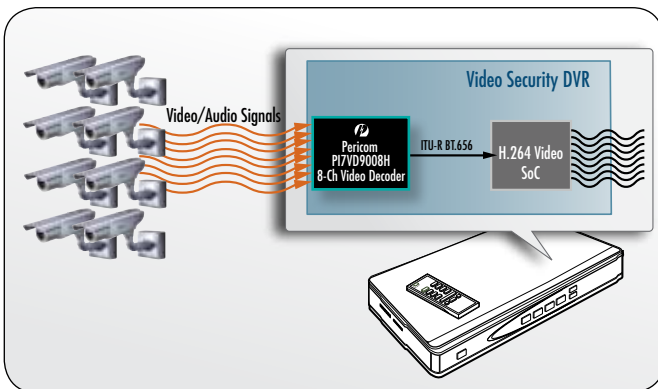 Video Security DVR
Video/Audio Signals
Pericom
PI7VD9008H
8-Ch Video Decoder
ITU-R BT.656
H.264 Video
SoC